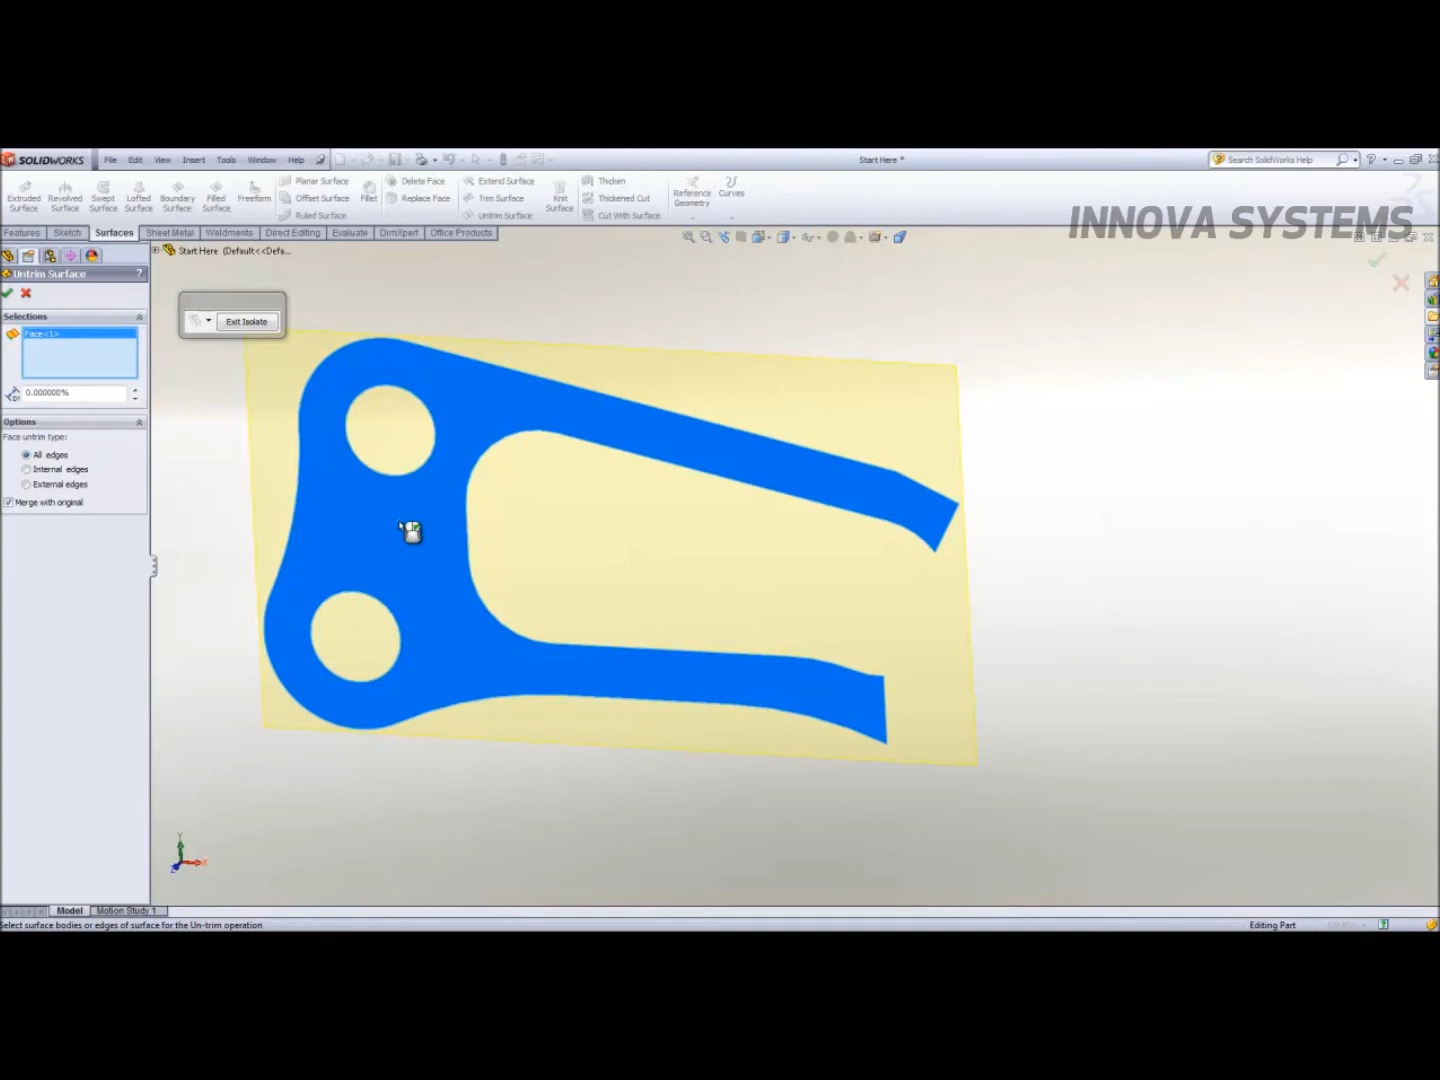 SOLIDWORKS File Edit View Insert Tools Window Help Start Here * Search SolidWorks Help ?
Extruded Surface
Revolved Surface
Swept Surface
Lofted Surface
Boundary Surface
Filled Surface
Freeform
Planar Surface
Offset Surface
Ruled Surface
Fillet
Delete Face
Replace Face
Extend Surface
Trim Surface
Untrim Surface
Knit Surface
Thicken
Thickened Cut
Cut With Surface
Reference Geometry
Curves
INNOVA SYSTEMS
Features Sketch Surfaces Sheet Metal Weldments Direct Editing Evaluate DimXpert Office Products
Start Here (Default<<Defa...
Untrim Surface ?
Selections
Face<1>
0.000000%
Options
Face untrim type:
All edges
Internal edges
External edges
Merge with original
Exit Isolate
Y
X
Z
Model Motion Study 1
Select surface bodies or edges of surface for the Un-trim operation Editing Part